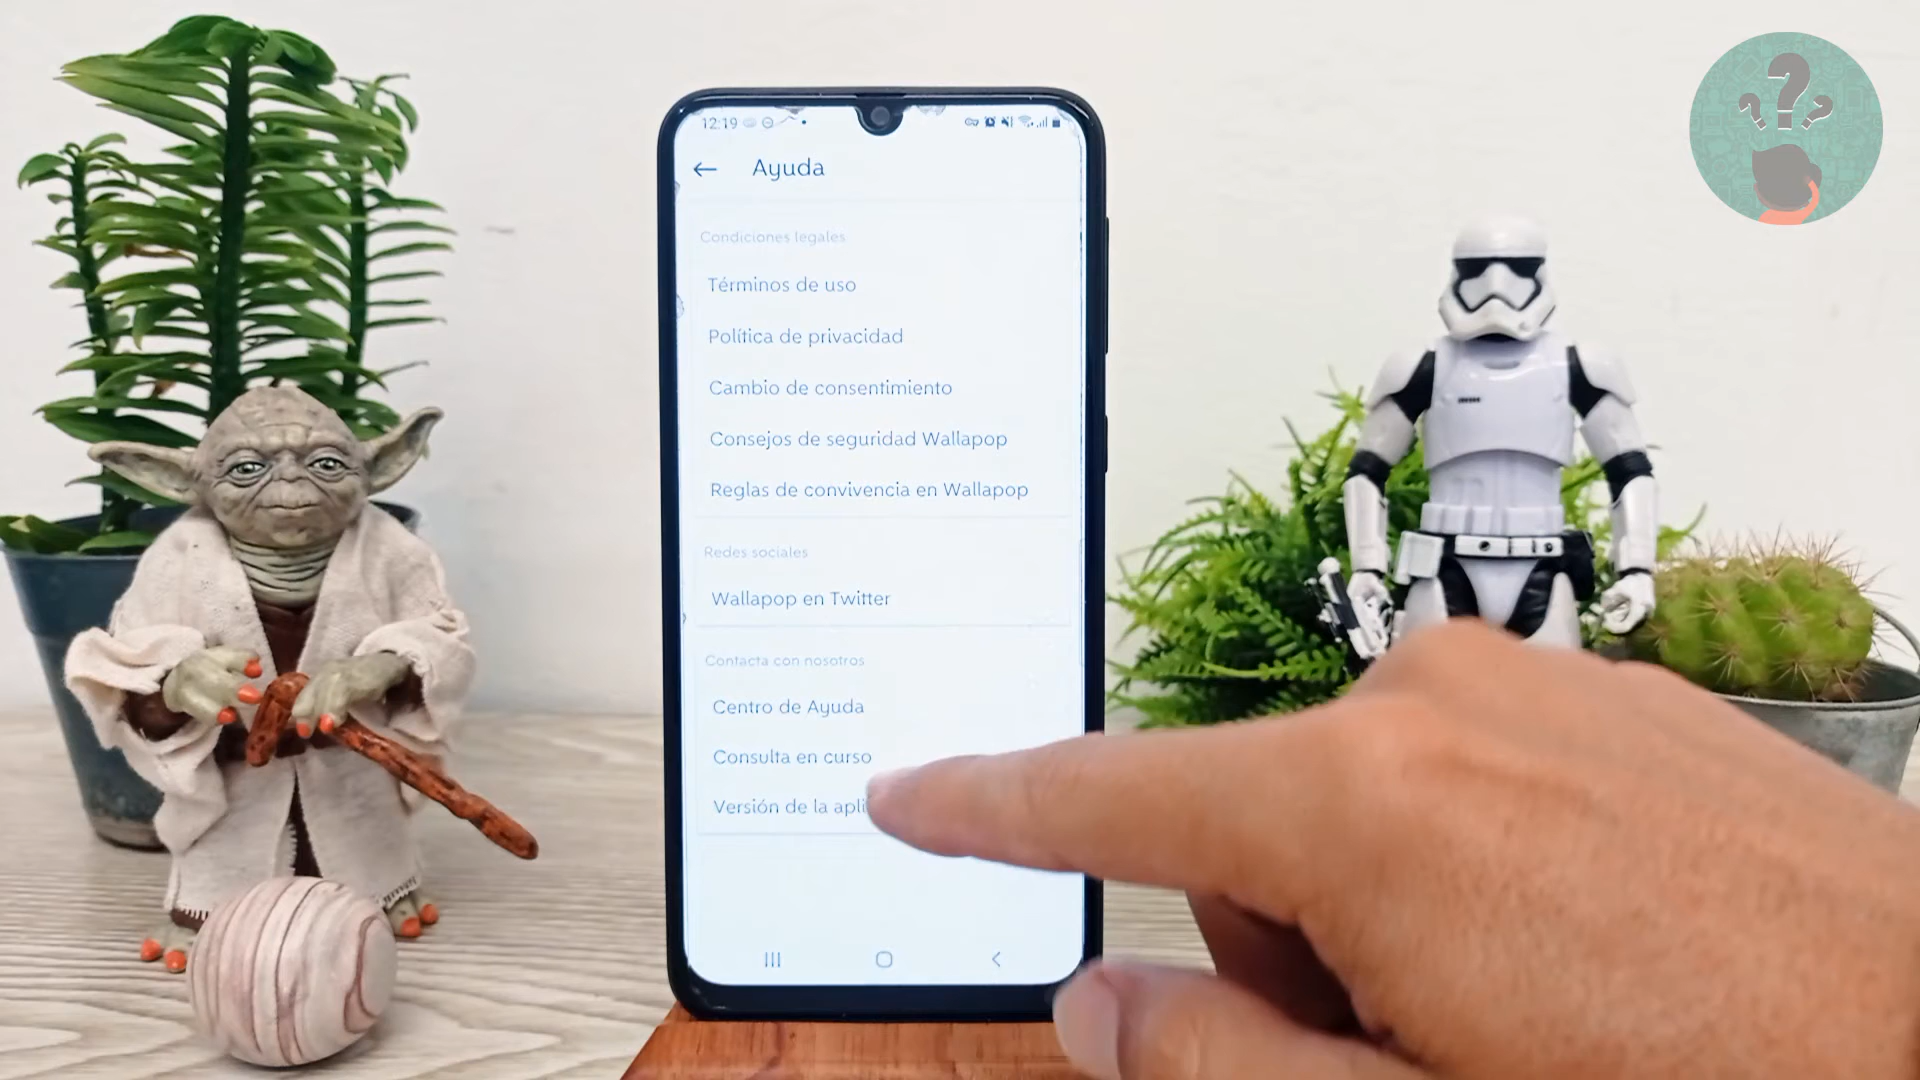 12:19
Ayuda
Condiciones legales
Términos de uso
Política de privacidad
Cambio de consentimiento
Consejos de seguridad Wallapop
Reglas de convivencia en Wallapop
Redes sociales
Wallapop en Twitter
Contacta con nosotros
Centro de Ayuda
Consulta en curso
Versión de la apli